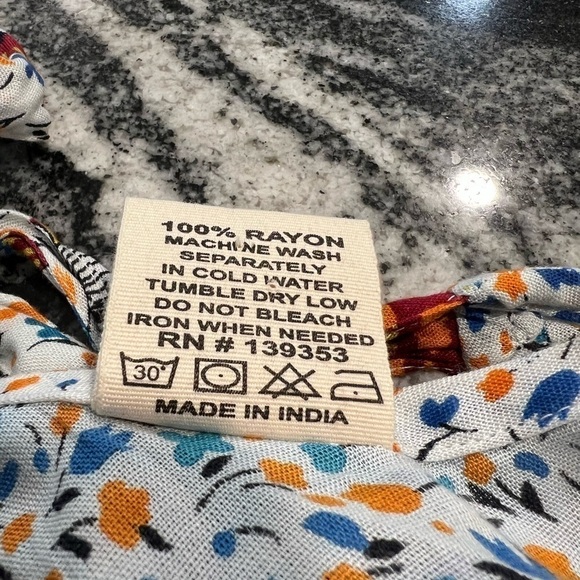 100% RAYON
MACHINE WASH
SEPARATELY
IN COLD WATER
TUMBLE DRY LOW
DO NOT BLEACH
IRON WHEN NEEDED
RN # 139353
30°
MADE IN INDIA